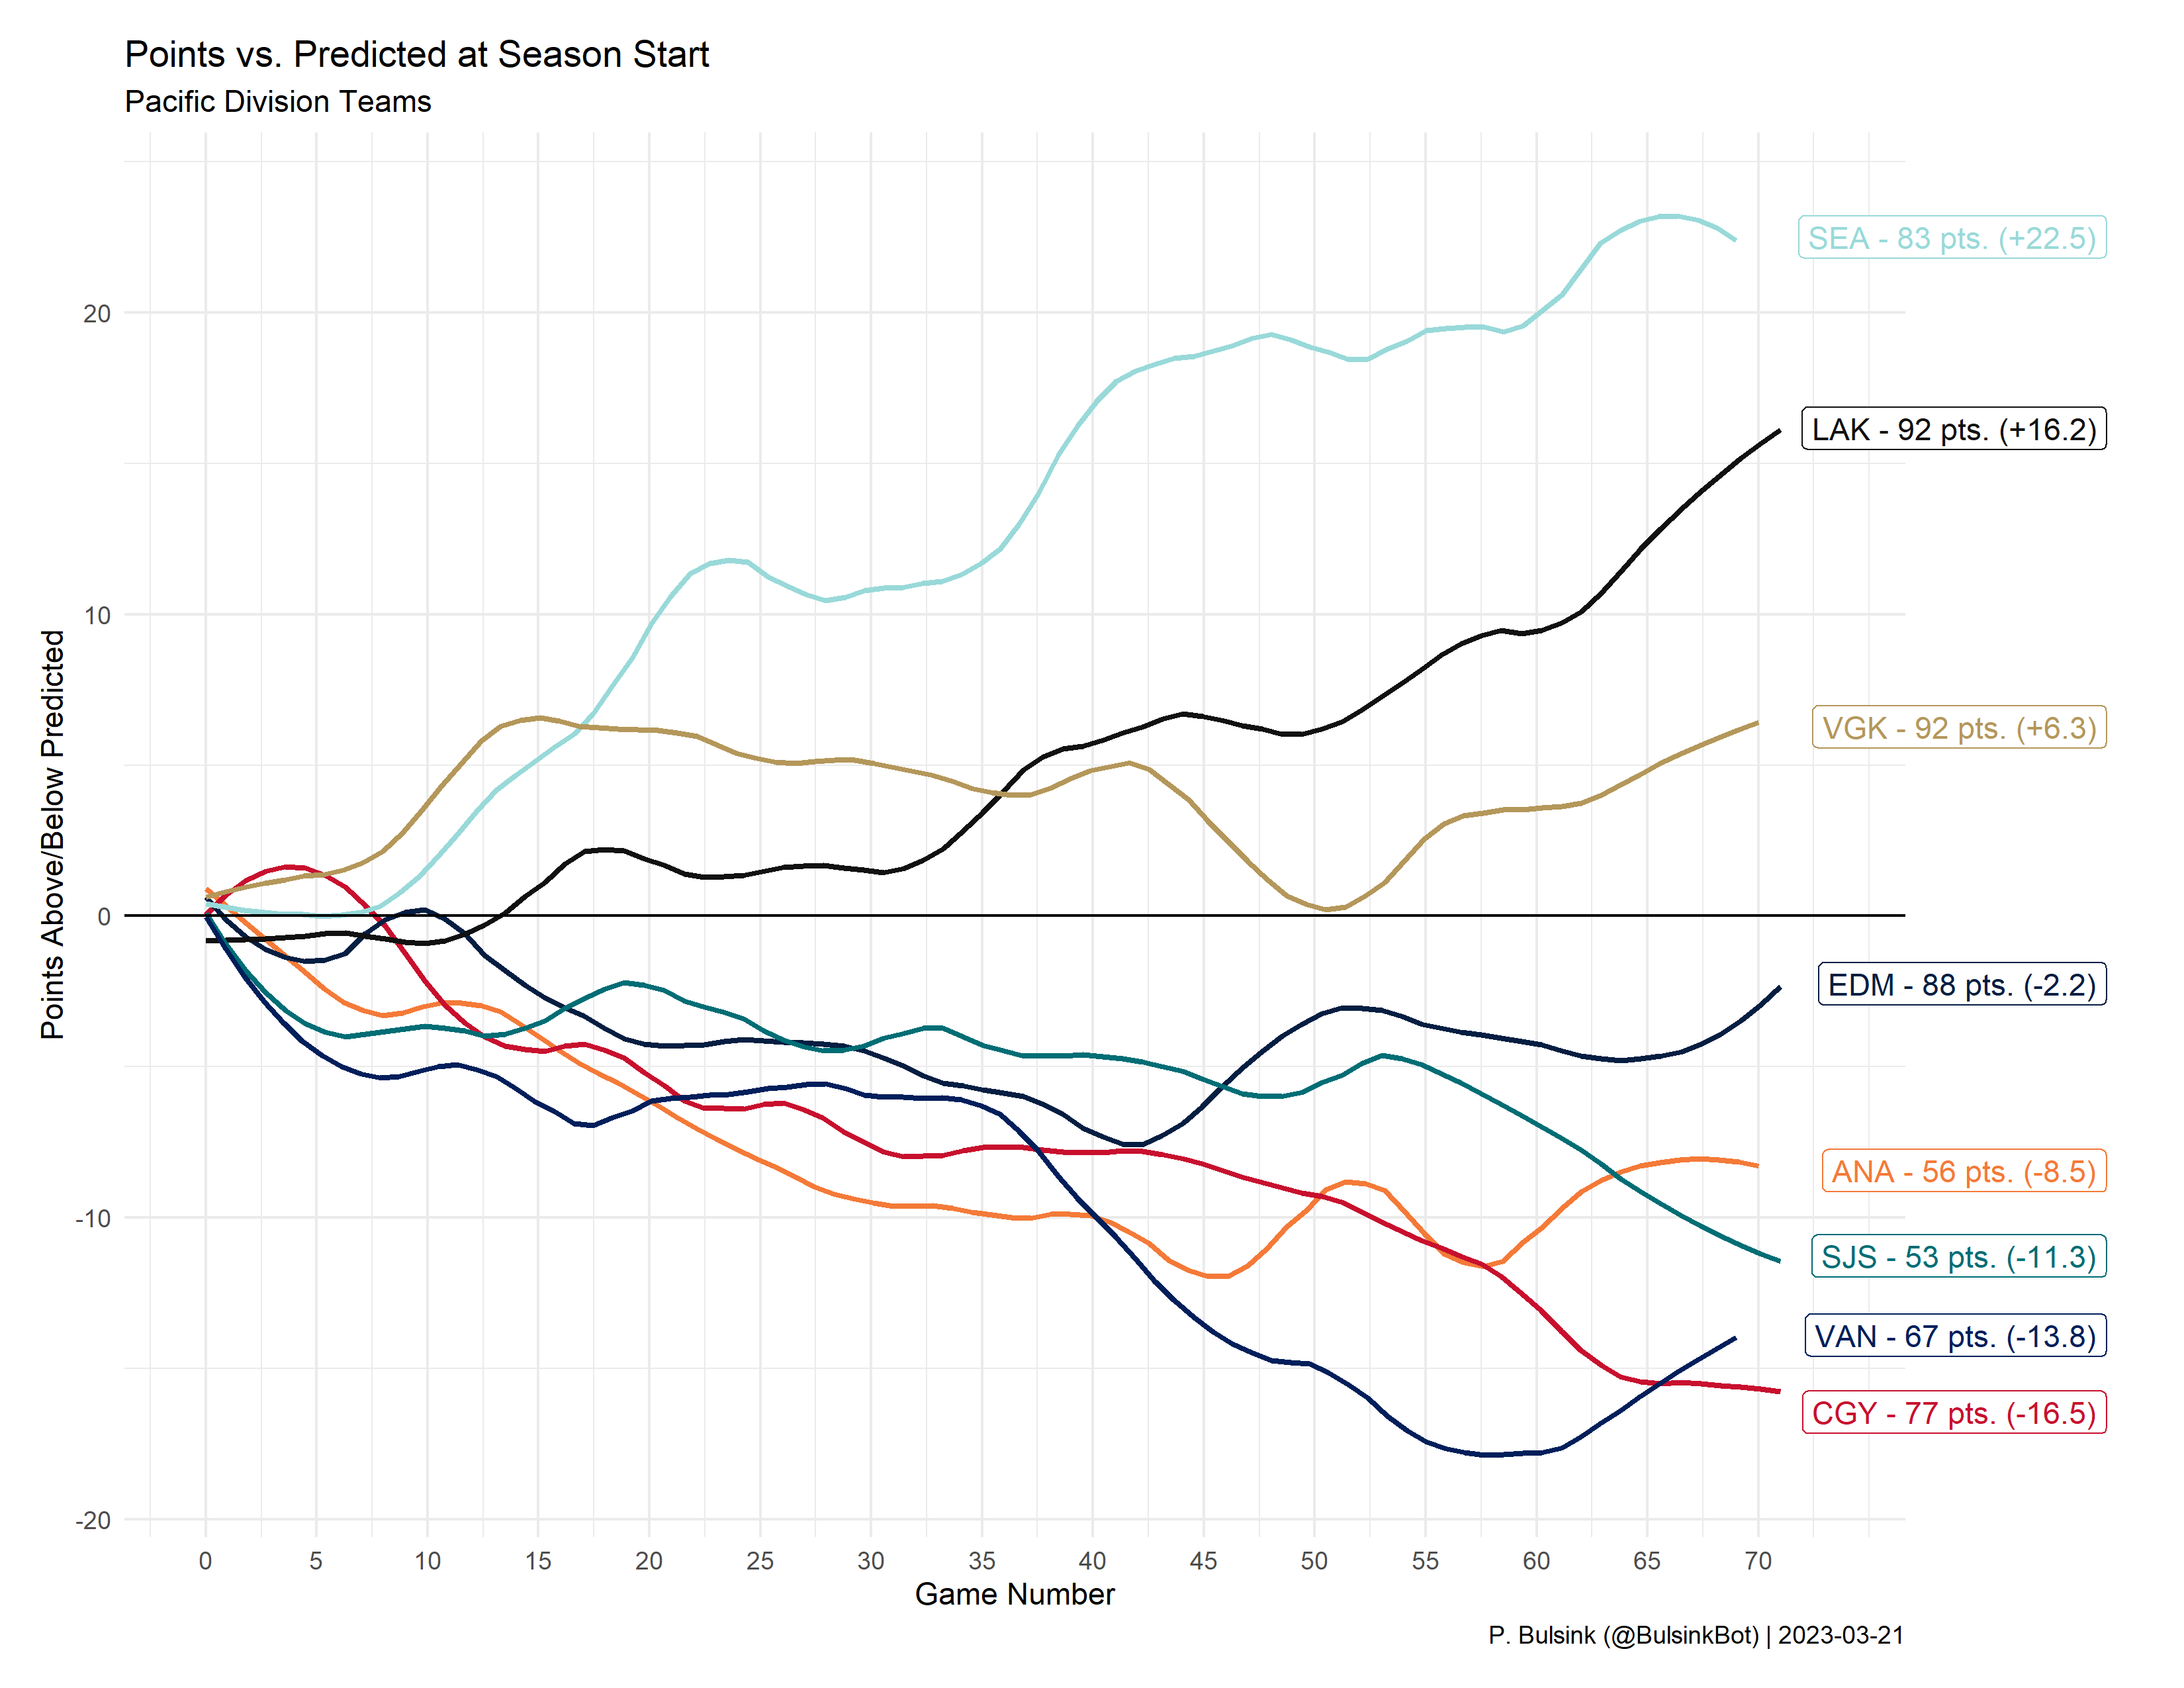 Points vs. Predicted at Season Start
Pacific Division Teams
Points Above/Below Predicted
20
10
0
-10
-20
SEA - 83 pts. (+22.5)
LAK - 92 pts. (+16.2)
VGK - 92 pts. (+6.3)
EDM - 88 pts. (-2.2)
ANA - 56 pts. (-8.5)
SJS - 53 pts. (-11.3)
VAN - 67 pts. (-13.8)
CGY - 77 pts. (-16.5)
0 5 10 15 20 25 30 35 40 45 50 55 60 65 70
Game Number
P. Bulsink (@BulsinkBot) | 2023-03-21